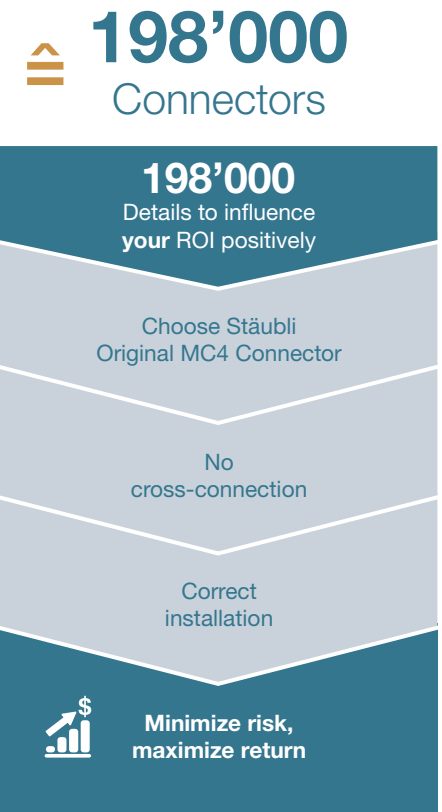 ≙ 198’000
Connectors
198’000
Details to influence
your ROI positively
Choose Stäubli
Original MC4 Connector
No
cross-connection
Correct
installation
$
Minimize risk,
maximize return